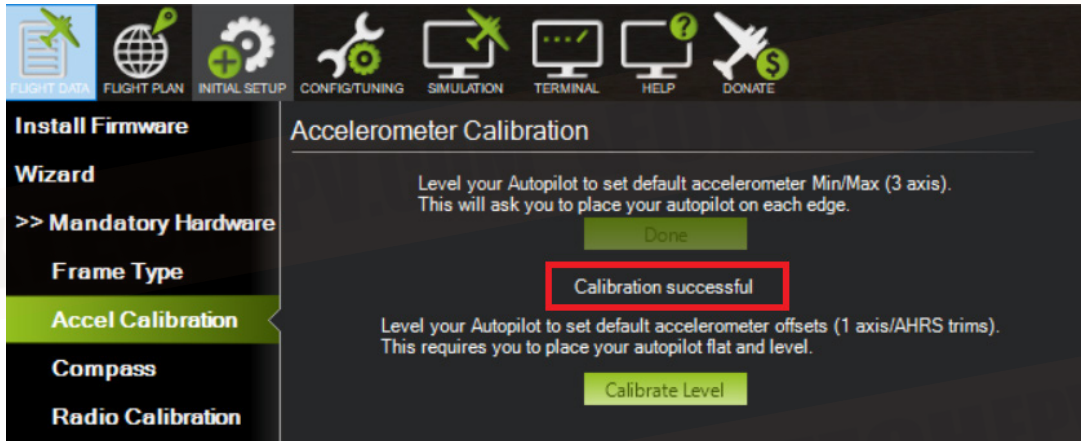 FLIGHT DATA
FLIGHT PLAN
INITIAL SETUP
CONFIG/TUNING
SIMULATION
TERMINAL
HELP
DONATE
Install Firmware
Wizard
>> Mandatory Hardware
Frame Type
Accel Calibration
Compass
Radio Calibration
Accelerometer Calibration
Level your Autopilot to set default accelerometer Min/Max (3 axis).
This will ask you to place your autopilot on each edge.
Done
Calibration successful
Level your Autopilot to set default accelerometer offsets (1 axis/AHRS trims).
This requires you to place your autopilot flat and level.
Calibrate Level